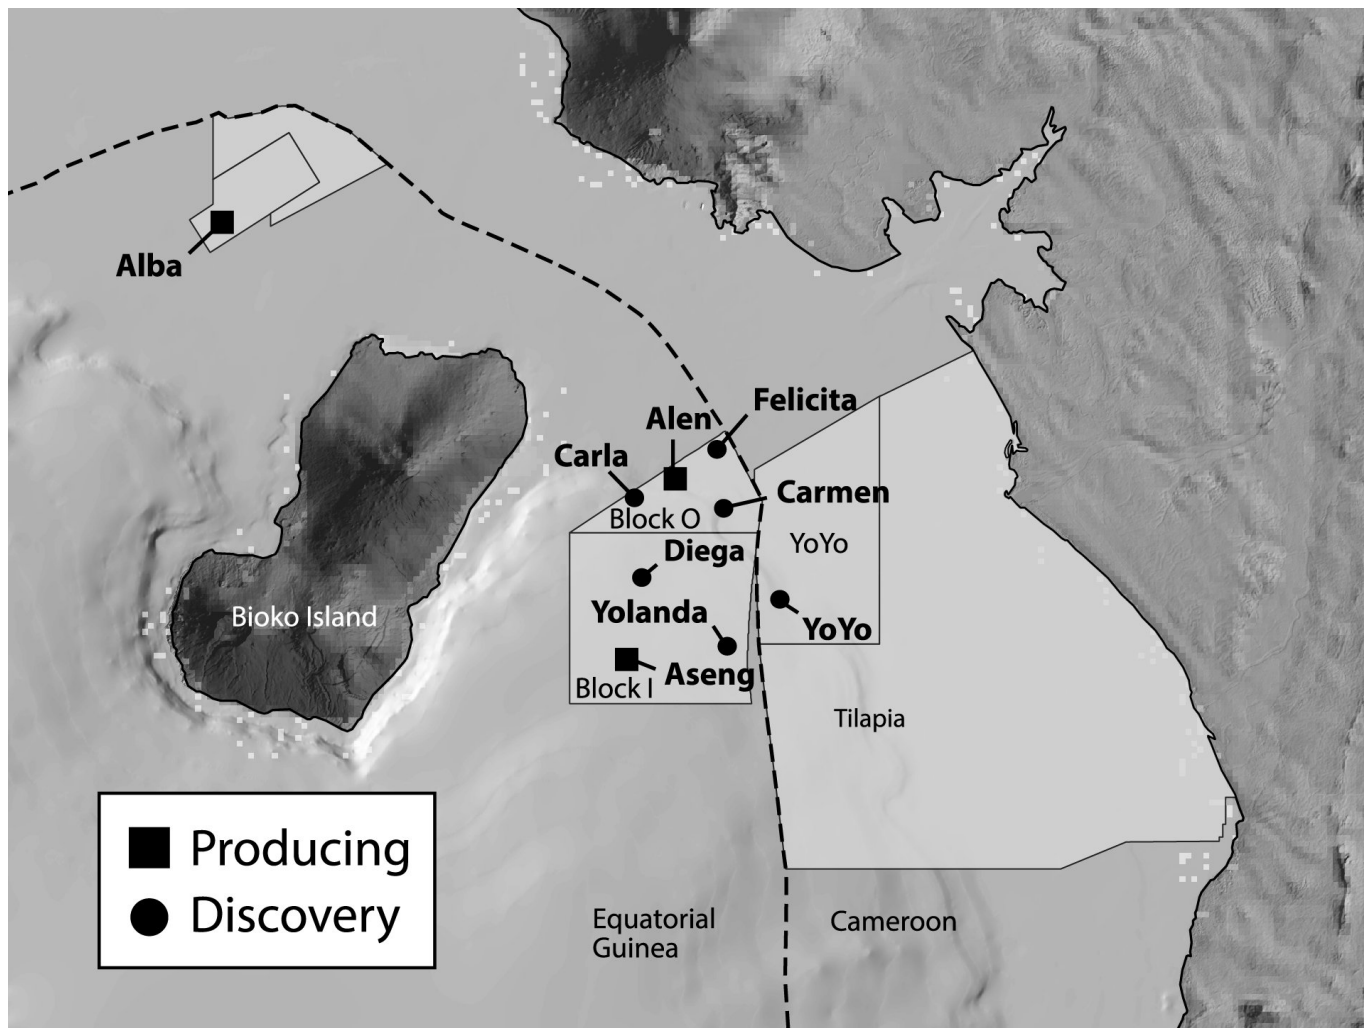 Alba
Felicita
Alen
Carla
Carmen
Block O
YoYo
Diega
Yolanda
YoYo
Bioko Island
Aseng
Block I
Tilapia
Producing
Discovery
Equatorial
Guinea
Cameroon